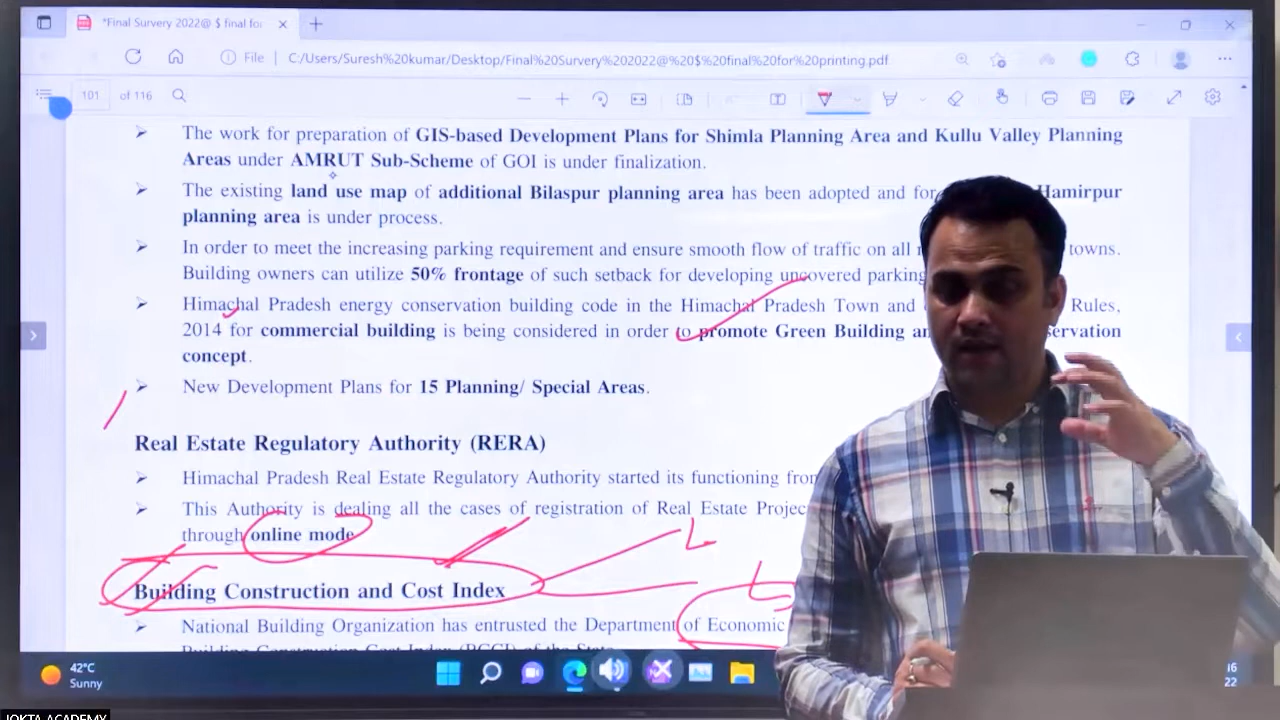 *Final Survery 2022@ $ final for
File C:/Users/Suresh%20kumar/Desktop/Final%20Survery%202022@%20$%20final%20for%20printing.pdf
101 of 116
➤ The work for preparation of GIS-based Development Plans for Shimla Planning Area and Kullu Valley Planning
Areas under AMRUT Sub-Scheme of GOI is under finalization.
➤ The existing land use map of additional Bilaspur planning area has been adopted and for Hamirpur
planning area is under process.
➤ In order to meet the increasing parking requirement and ensure smooth flow of traffic on all towns.
Building owners can utilize 50% frontage of such setback for developing uncovered parking
➤ Himachal Pradesh energy conservation building code in the Himachal Pradesh Town and Rules,
2014 for commercial building is being considered in order to promote Green Building
concept.
➤ New Development Plans for 15 Planning/ Special Areas.
Real Estate Regulatory Authority (RERA)
➤ Himachal Pradesh Real Estate Regulatory Authority started its functioning from
➤ This Authority is dealing all the cases of registration of Real Estate
through online mode
Building Construction and Cost Index
➤ National Building Organization has entrusted the Department of Economic
42°C
Sunny
16
22
JOKTA ACADEMY